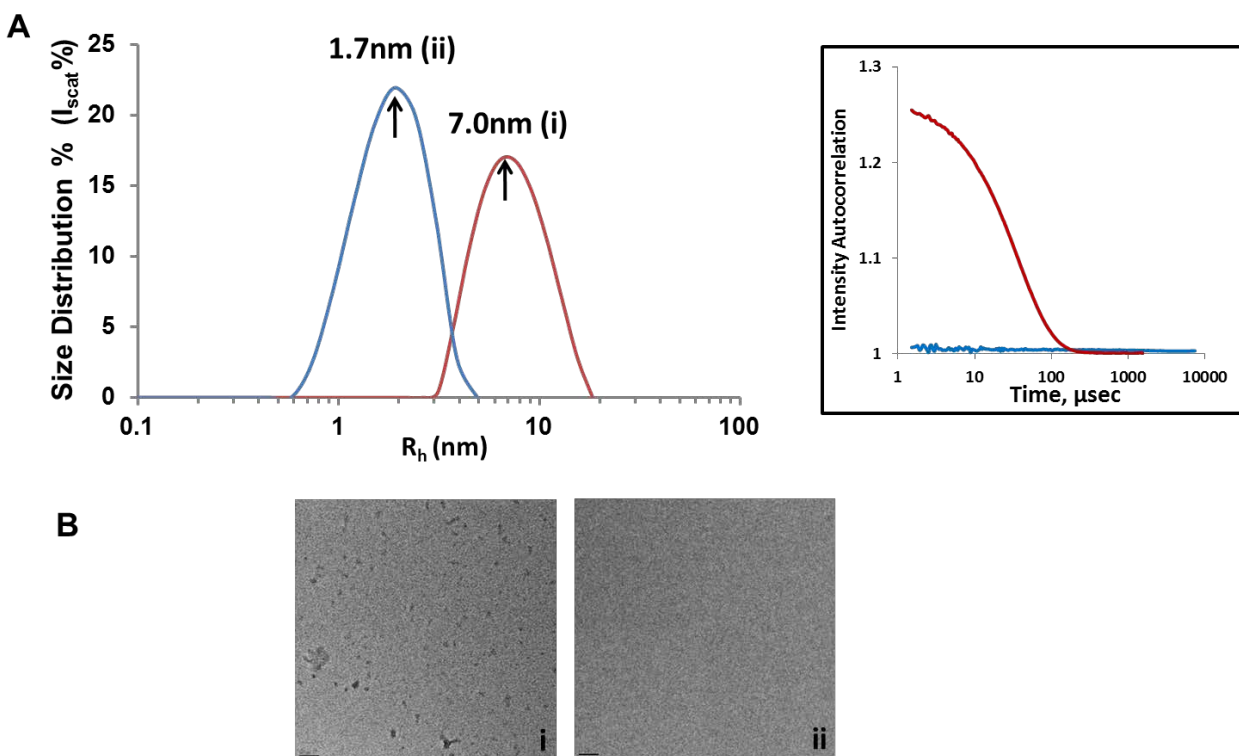 A
Size Distribution % (Iscat%)
25
20
15
10
5
0
1.7nm (ii)
7.0nm (i)
0.1
1
10
100
Rh (nm)
Intensity Autocorrelation
1.3
1.2
1.1
1
1
10
100
1000
10000
Time, µsec
B
i
ii